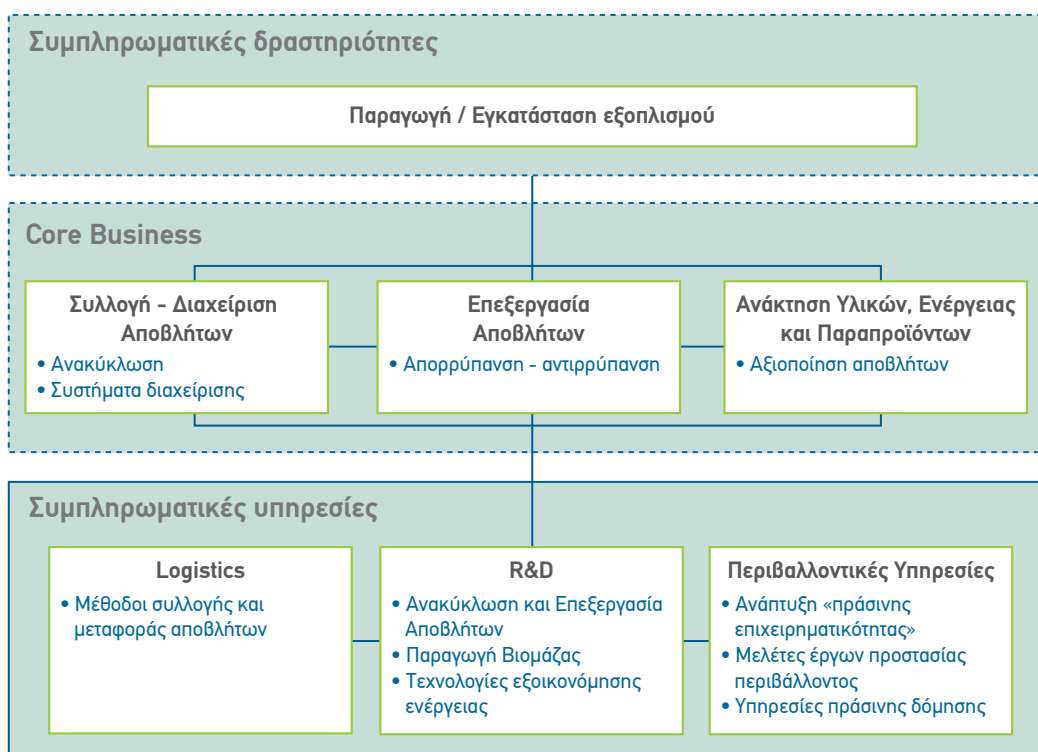 Συμπληρωματικές δραστηριότητες
Παραγωγή / Εγκατάσταση εξοπλισμού
Core Business
Συλλογή - Διαχείριση
Αποβλήτων
• Ανακύκλωση
• Συστήματα διαχείρισης
Επεξεργασία
Αποβλήτων
• Απορρύπανση - αντιρρύπανση
Ανάκτηση Υλικών, Ενέργειας
και Παραπροϊόντων
• Αξιοποίηση αποβλήτων
Συμπληρωματικές υπηρεσίες
Logistics
• Μέθοδοι συλλογής και
μεταφοράς αποβλήτων
R&D
• Ανακύκλωση και Επεξεργασία
Αποβλήτων
• Παραγωγή Βιομάζας
• Τεχνολογίες εξοικονόμησης
ενέργειας
Περιβαλλοντικές Υπηρεσίες
• Ανάπτυξη «πράσινης
επιχειρηματικότητας»
• Μελέτες έργων προστασίας
περιβάλλοντος
• Υπηρεσίες πράσινης δόμησης